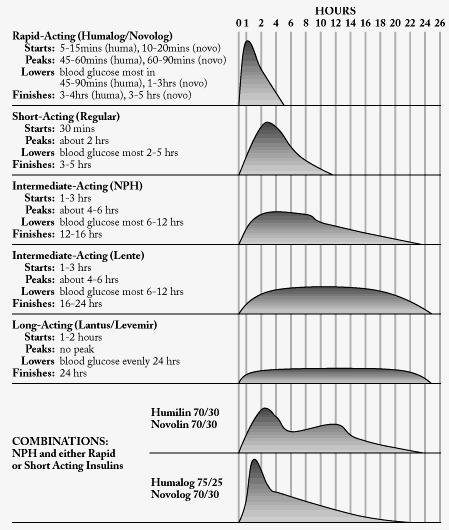 HOURS
0 1 2 4 6 8 10 12 14 16 18 20 22 24 26
Rapid-Acting (Humalog/Novolog)
Starts: 5-15mins (huma), 10-20mins (novo)
Peaks: 45-60mins (huma), 60-90mins (novo)
Lowers blood glucose most in
45-90mins (huma), 1-3hrs (novo)
Finishes: 3-4hrs (huma), 3-5 hrs (novo)
Short-Acting (Regular)
Starts: 30 mins
Peaks: about 2 hrs
Lowers blood glucose most 2-5 hrs
Finishes: 3-5 hrs
Intermediate-Acting (NPH)
Starts: 1-3 hrs
Peaks: about 4-6 hrs
Lowers blood glucose most 6-12 hrs
Finishes: 12-16 hrs
Intermediate-Acting (Lente)
Starts: 1-3 hrs
Peaks: about 4-6 hrs
Lowers blood glucose most 6-12 hrs
Finishes: 16-24 hrs
Long-Acting (Lantus/Levemir)
Starts: 1-2 hours
Peaks: no peak
Lowers blood glucose evenly 24 hrs
Finishes: 24 hrs
COMBINATIONS:
NPH and either Rapid
or Short Acting Insulins
Humilin 70/30
Novolin 70/30
Humalog 75/25
Novolog 70/30